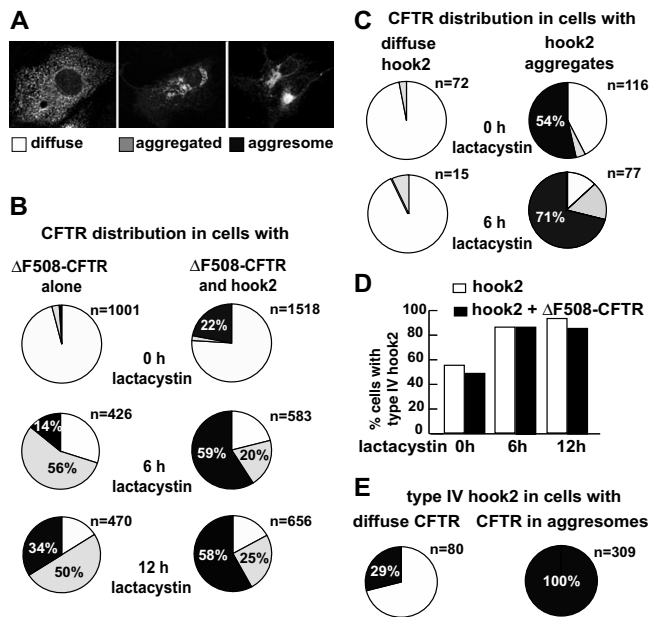 A
diffuse aggregated aggresome
B
CFTR distribution in cells with
ΔF508-CFTR
alone
ΔF508-CFTR
and hook2
n=1001
n=1518
22%
0 h
lactacystin
n=426
n=583
14%
56%
59%
20%
6 h
lactacystin
n=470
n=656
34%
50%
58%
25%
12 h
lactacystin
C
CFTR distribution in cells with
diffuse
hook2
hook2
aggregates
n=72
n=116
54%
0 h
lactacystin
n=15
n=77
71%
6 h
lactacystin
D
hook2
hook2 + ΔF508-CFTR
% cells with
type IV hook2
100
80
60
40
20
0
lactacystin 0h 6h 12h
E
type IV hook2 in cells with
diffuse CFTR CFTR in aggresomes
n=80
n=309
29%
100%